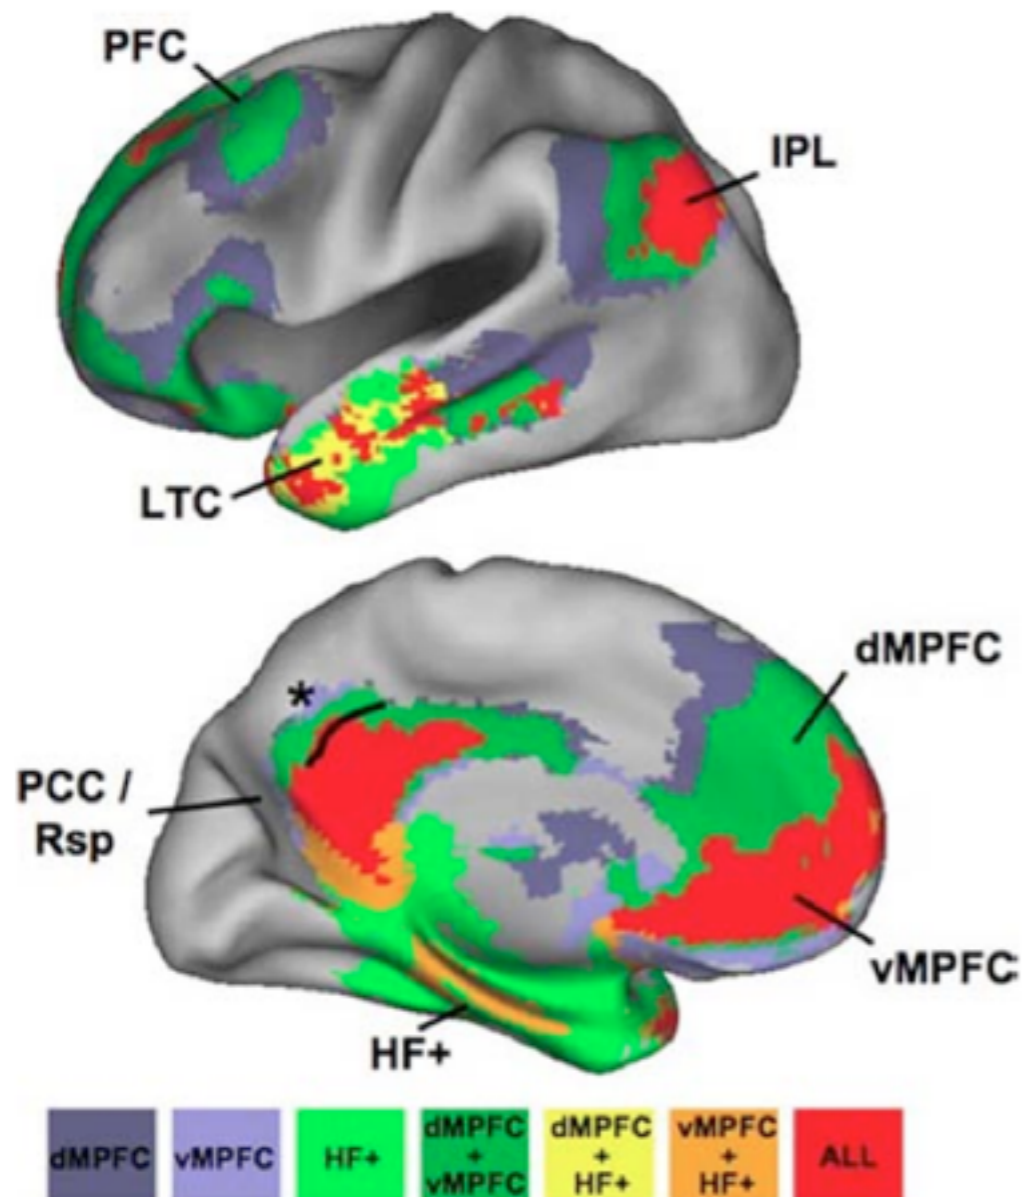 PFC
IPL
LTC
dMPFC
*
PCC /
Rsp
vMPFC
HF+
dMPFC
vMPFC
HF+
dMPFC
+
vMPFC
dMPFC
+
HF+
vMPFC
+
HF+
ALL